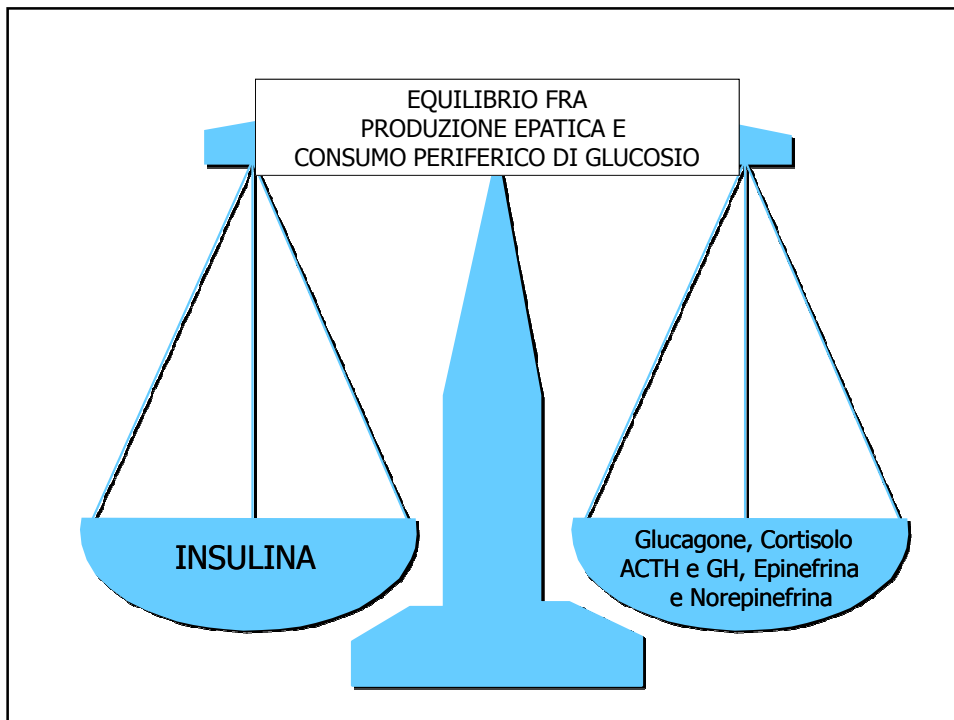 EQUILIBRIO FRA
PRODUZIONE EPATICA E
CONSUMO PERIFERICO DI GLUCOSIO
INSULINA
Glucagone, Cortisolo
ACTH e GH, Epinefrina
e Norepinefrina